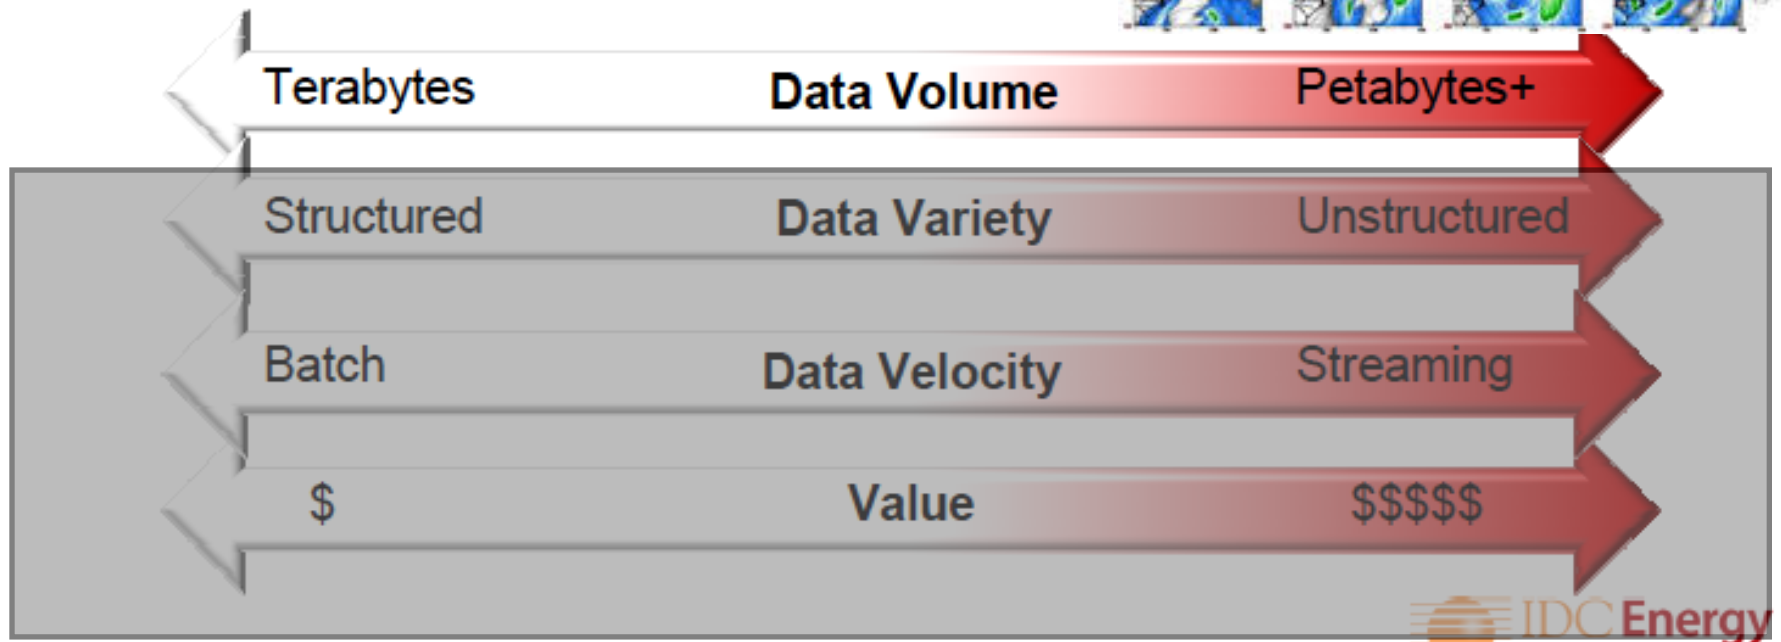 Terabytes Data Volume Petabytes+
Structured Data Variety Unstructured
Batch Data Velocity Streaming
$ Value $$$$$
IDC Energy